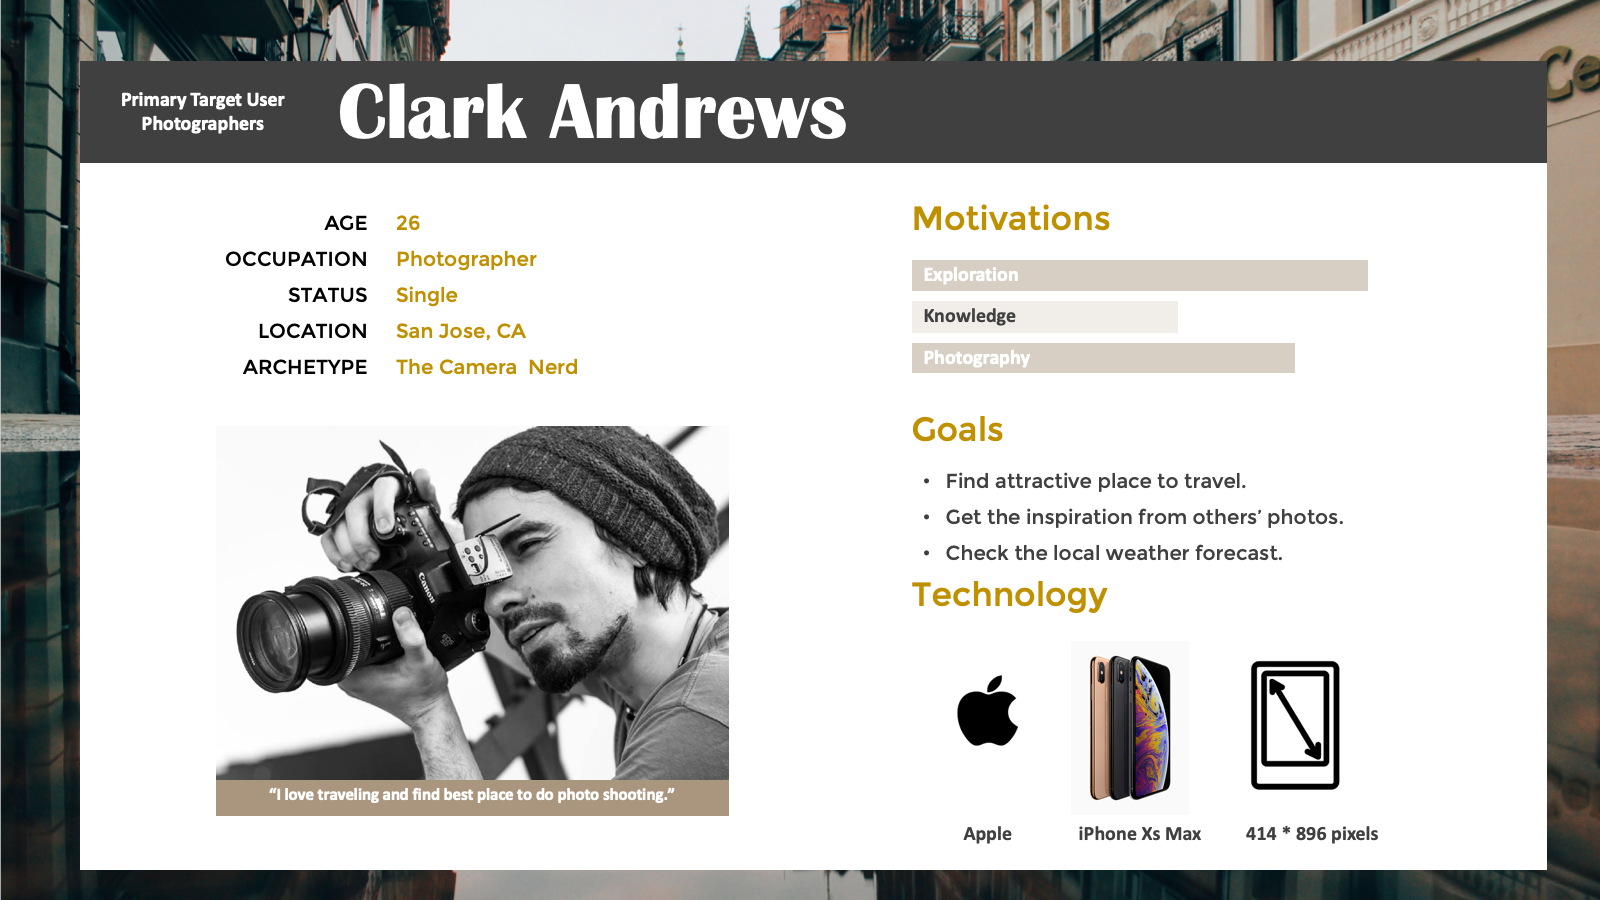 Primary Target User
Photographers
Clark Andrews
AGE 26
OCCUPATION Photographer
STATUS Single
LOCATION San Jose, CA
ARCHETYPE The Camera  Nerd
Canon
“I love traveling and find best place to do photo shooting.”
Motivations
Exploration
Knowledge
Photography
Goals
• Find attractive place to travel.
• Get the inspiration from others’ photos.
• Check the local weather forecast.
Technology
Apple
iPhone Xs Max
414 * 896 pixels
Ce